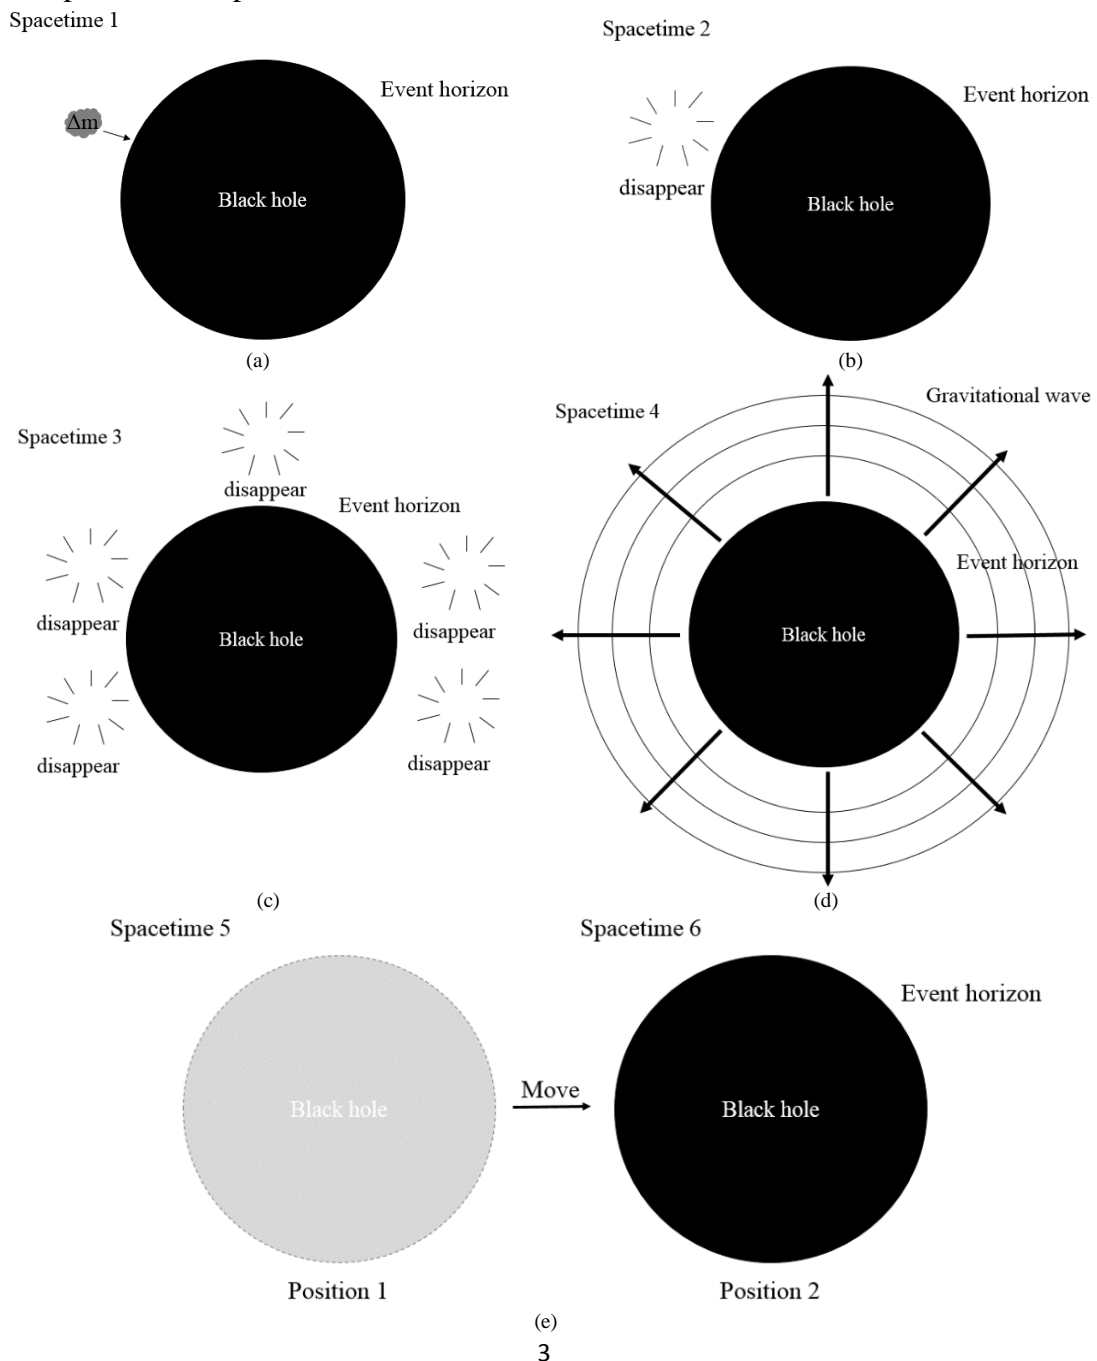 Spacetime 1
Event horizon
Δm
Black hole
(a)
Spacetime 2
Event horizon
disappear
Black hole
(b)
Spacetime 3
disappear
Event horizon
disappear
disappear
Black hole
disappear
disappear
(c)
Gravitational wave
Spacetime 4
Event horizon
Black hole
(d)
Spacetime 5
Black hole
Move
Position 1
Spacetime 6
Event horizon
Black hole
Position 2
(e)
3